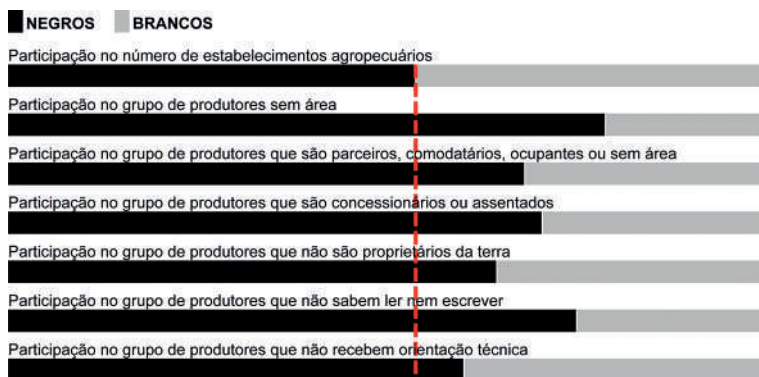 NEGROS BRANCOS
Participação no número de estabelecimentos agropecuários
Participação no grupo de produtores sem área
Participação no grupo de produtores que são parceiros, comodatários, ocupantes ou sem área
Participação no grupo de produtores que são concessionários ou assentados
Participação no grupo de produtores que não são proprietários da terra
Participação no grupo de produtores que não sabem ler nem escrever
Participação no grupo de produtores que não recebem orientação técnica